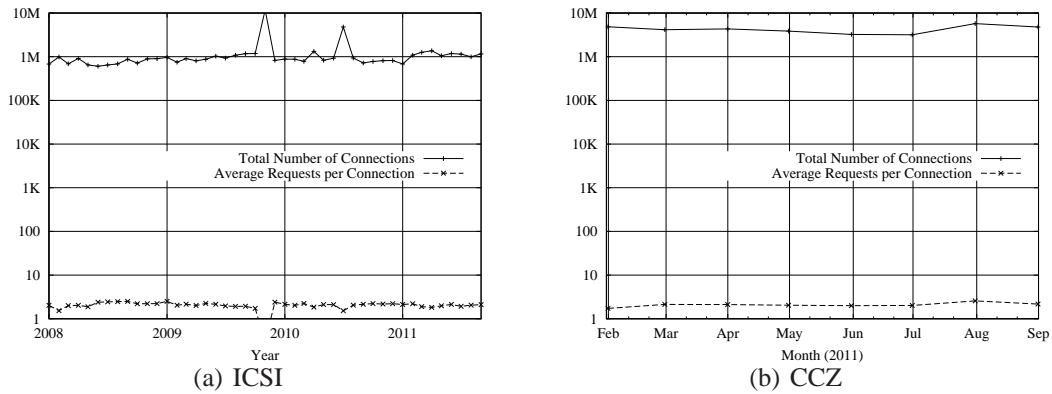 10M
1M
100K
10K
1K
100
10
1
Total Number of Connections
Average Requests per Connection
2008 2009 2010 2011
Year
(a) ICSI
10M
1M
100K
10K
1K
100
10
1
Total Number of Connections
Average Requests per Connection
Feb Mar Apr May Jun Jul Aug Sep
Month (2011)
(b) CCZ